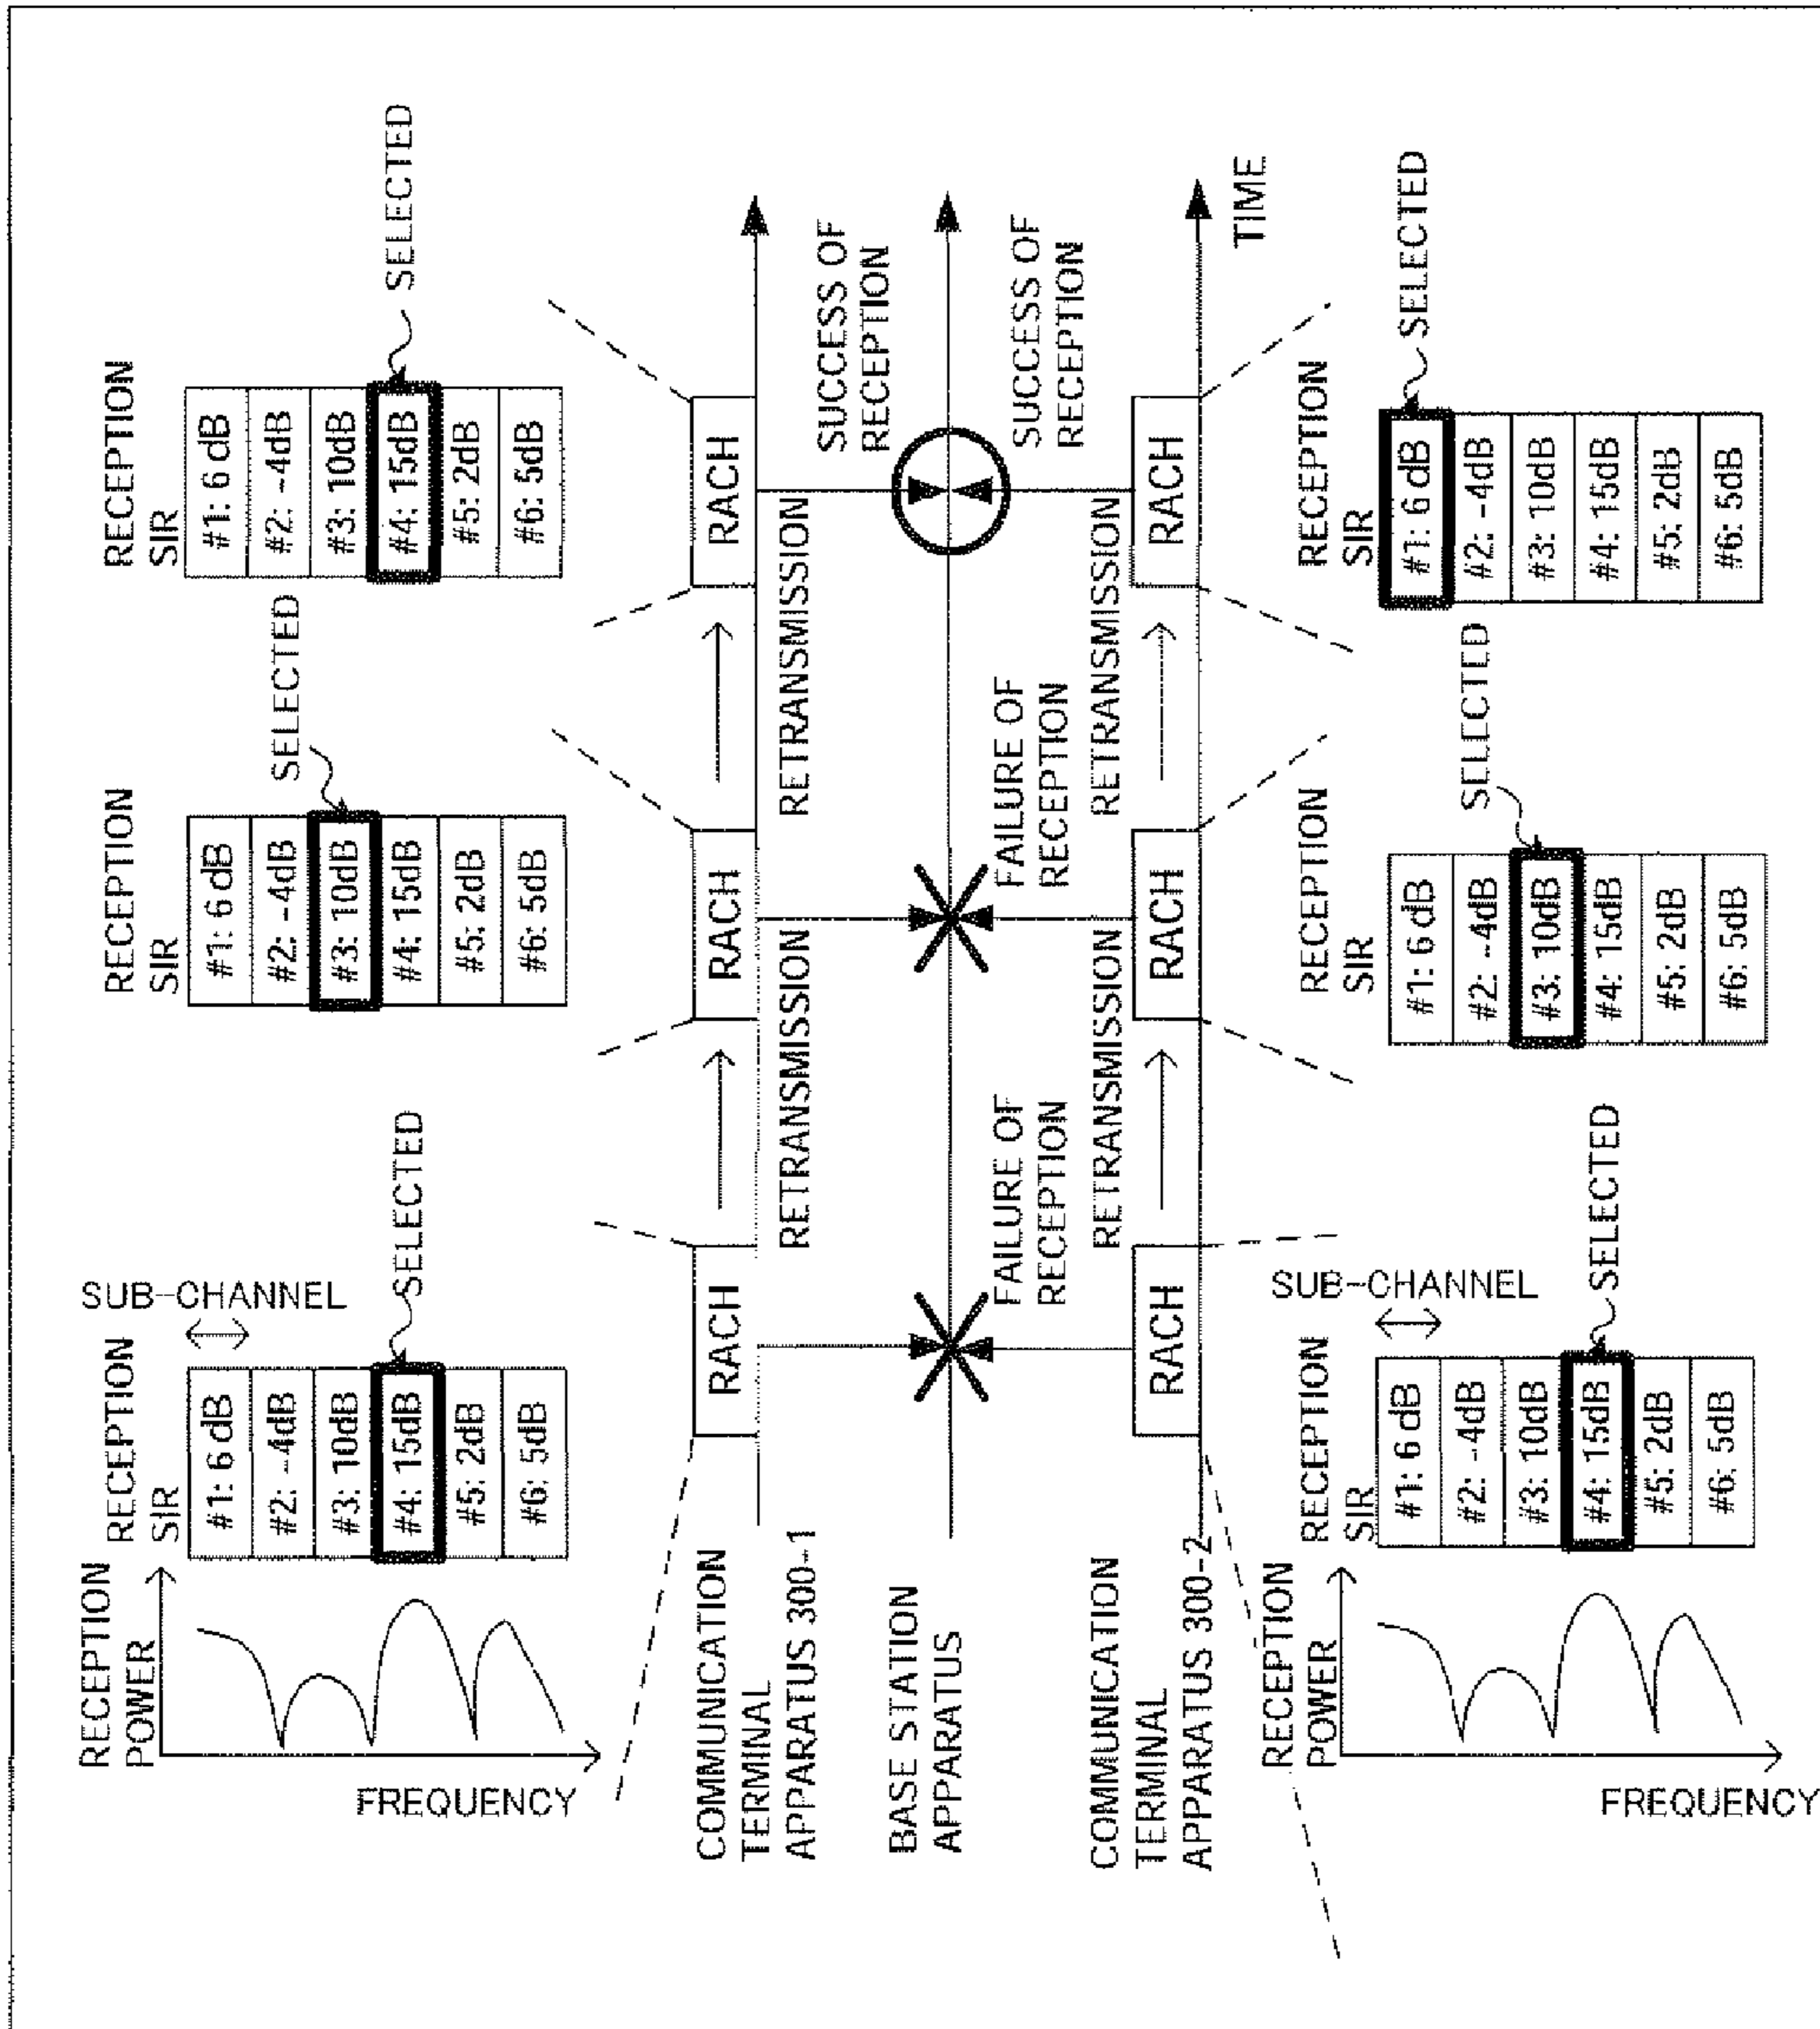 RECEPTION
POWER
FREQUENCY
RECEPTION
SIR
SUB-CHANNEL
#1: 6 dB
#2: -4dB
#3: 10dB
#4: 15dB
#5: 2dB
#6: 5dB
SELECTED
RECEPTION
SIR
#1: 6 dB
#2: -4dB
#3: 10dB
#4: 15dB
#5: 2dB
#6: 5dB
SELECTED
RECEPTION
SIR
#1: 6 dB
#2: -4dB
#3: 10dB
#4: 15dB
#5: 2dB
#6: 5dB
SELECTED
COMMUNICATION
TERMINAL
APPARATUS 300-1
RACH
RETRANSMISSION
RACH
RETRANSMISSION
RACH
SUCCESS OF
RECEPTION
BASE STATION
APPARATUS
FAILURE OF
RECEPTION
FAILURE OF
RECEPTION
SUCCESS OF
RECEPTION
COMMUNICATION
TERMINAL
APPARATUS 300-2
RACH
RETRANSMISSION
RACH
RETRANSMISSION
RACH
TIME
RECEPTION
POWER
FREQUENCY
RECEPTION
SIR
SUB-CHANNEL
#1: 6 dB
#2: -4dB
#3: 10dB
#4: 15dB
#5: 2dB
#6: 5dB
SELECTED
RECEPTION
SIR
#1: 6 dB
#2: -4dB
#3: 10dB
#4: 15dB
#5: 2dB
#6: 5dB
SELECTED
RECEPTION
SIR
#1: 6 dB
#2: -4dB
#3: 10dB
#4: 15dB
#5: 2dB
#6: 5dB
SELECTED